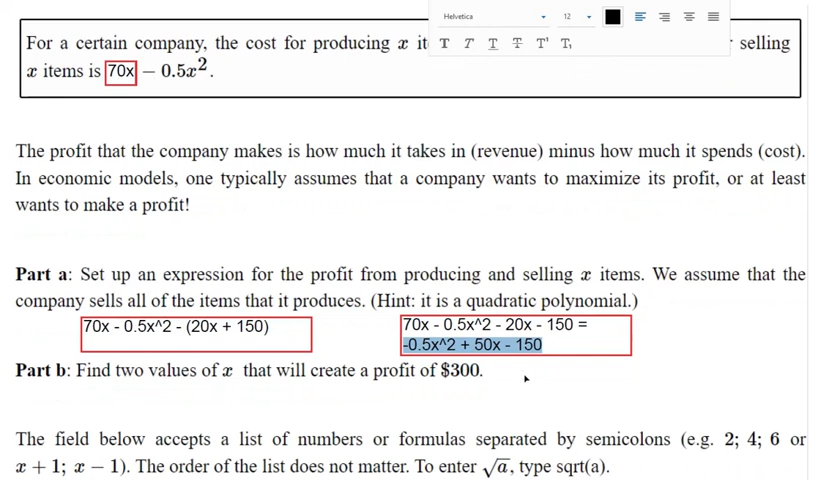 Helvetica 12
T T T T T¹ T₁
For a certain company, the cost for producing x it selling
x items is 70x − 0.5x².
The profit that the company makes is how much it takes in (revenue) minus how much it spends (cost).
In economic models, one typically assumes that a company wants to maximize its profit, or at least
wants to make a profit!
Part a: Set up an expression for the profit from producing and selling x items. We assume that the
company sells all of the items that it produces. (Hint: it is a quadratic polynomial.)
70x - 0.5x^2 - (20x + 150)
70x - 0.5x^2 - 20x - 150 =
-0.5x^2 + 50x - 150
Part b: Find two values of x that will create a profit of $300.
The field below accepts a list of numbers or formulas separated by semicolons (e.g. 2; 4; 6 or
x + 1; x − 1). The order of the list does not matter. To enter √a, type sqrt(a).